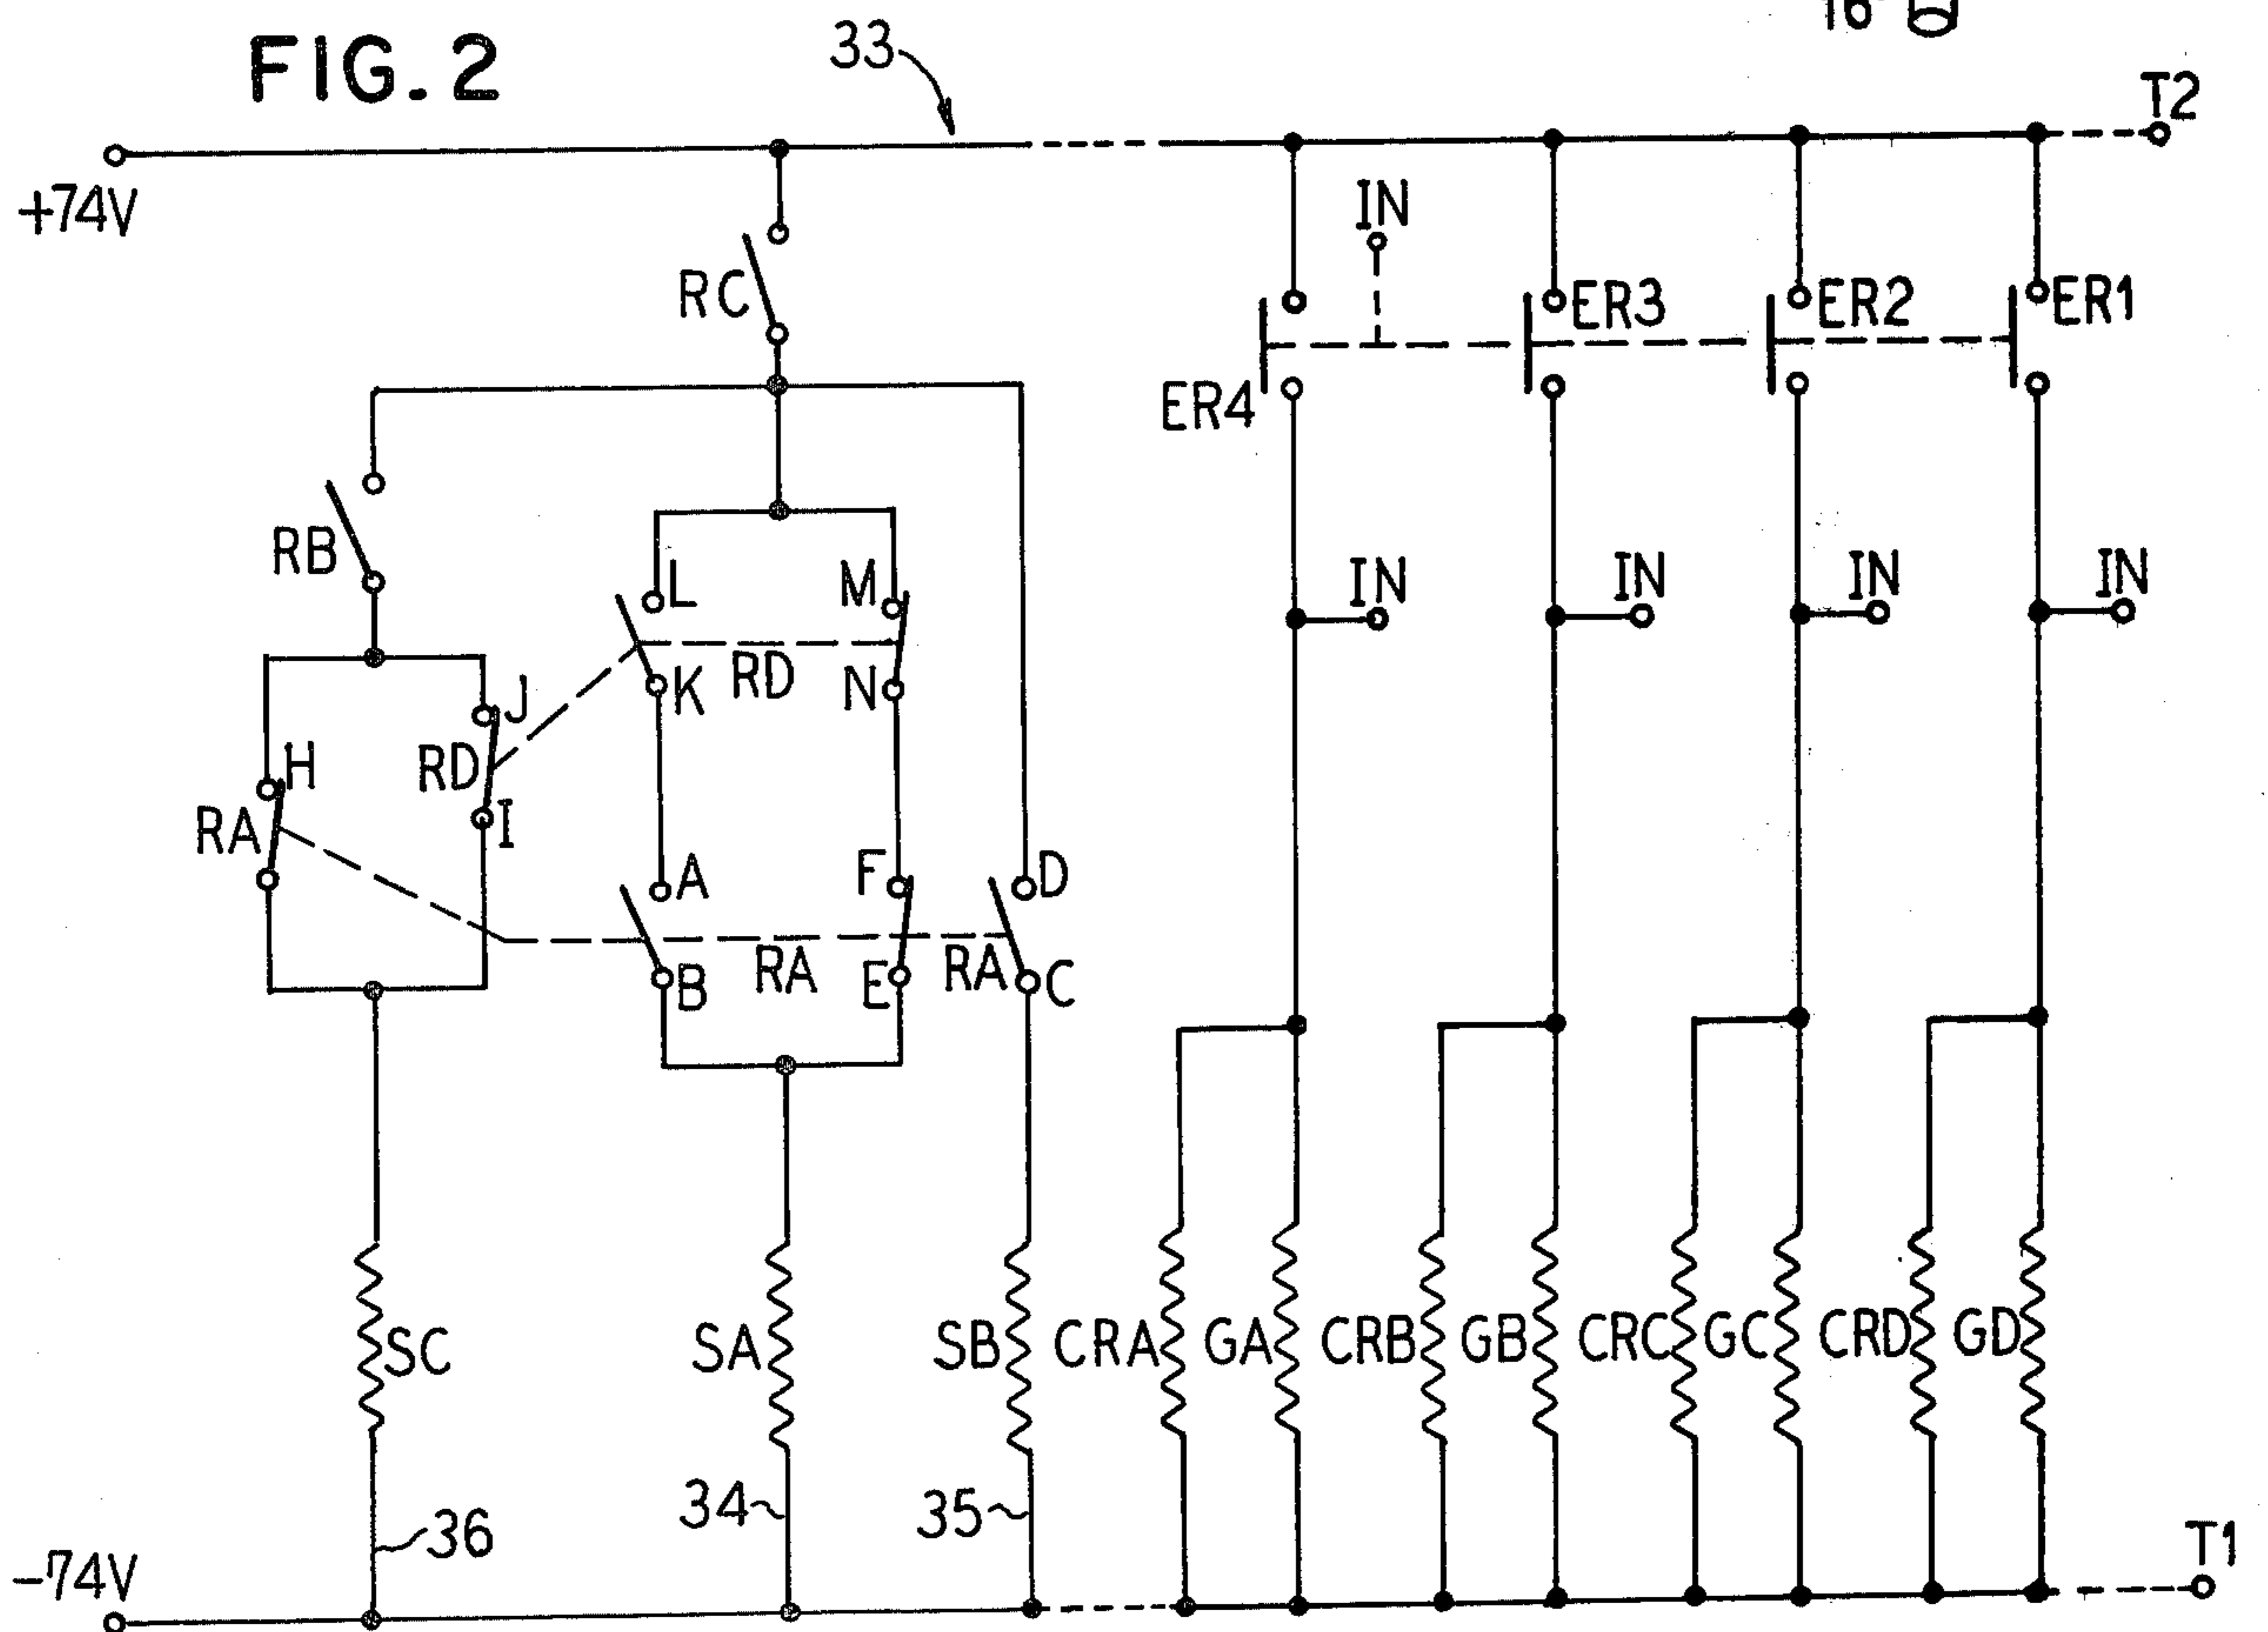 16
FIG. 2
33
T2
+74V
IN
RC
ER3
ER2
ER1
ER4
RB
L
M
IN
IN
IN
IN
K
RD
N
J
H
RD
RA
I
A
F
D
B
RA
E
RA
C
SC
SA
SB
CRA
GA
CRB
GB
CRC
GC
CRD
GD
34
35
36
-74V
T1